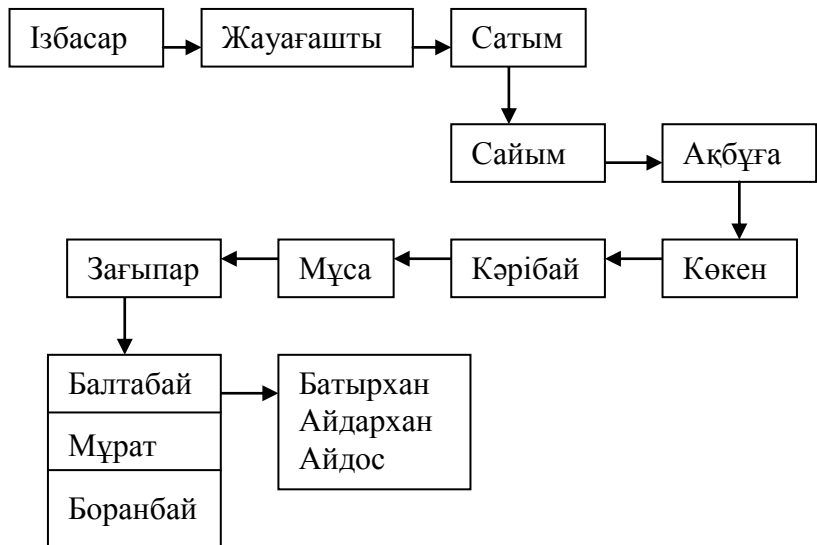 Ізбасар
Жауағашты
Сатым
Сайым
Ақбұға
Көкен
Кәрібай
Мұса
Зағыпар
Балтабай
Мұрат
Боранбай
Батырхан
Айдархан
Айдос